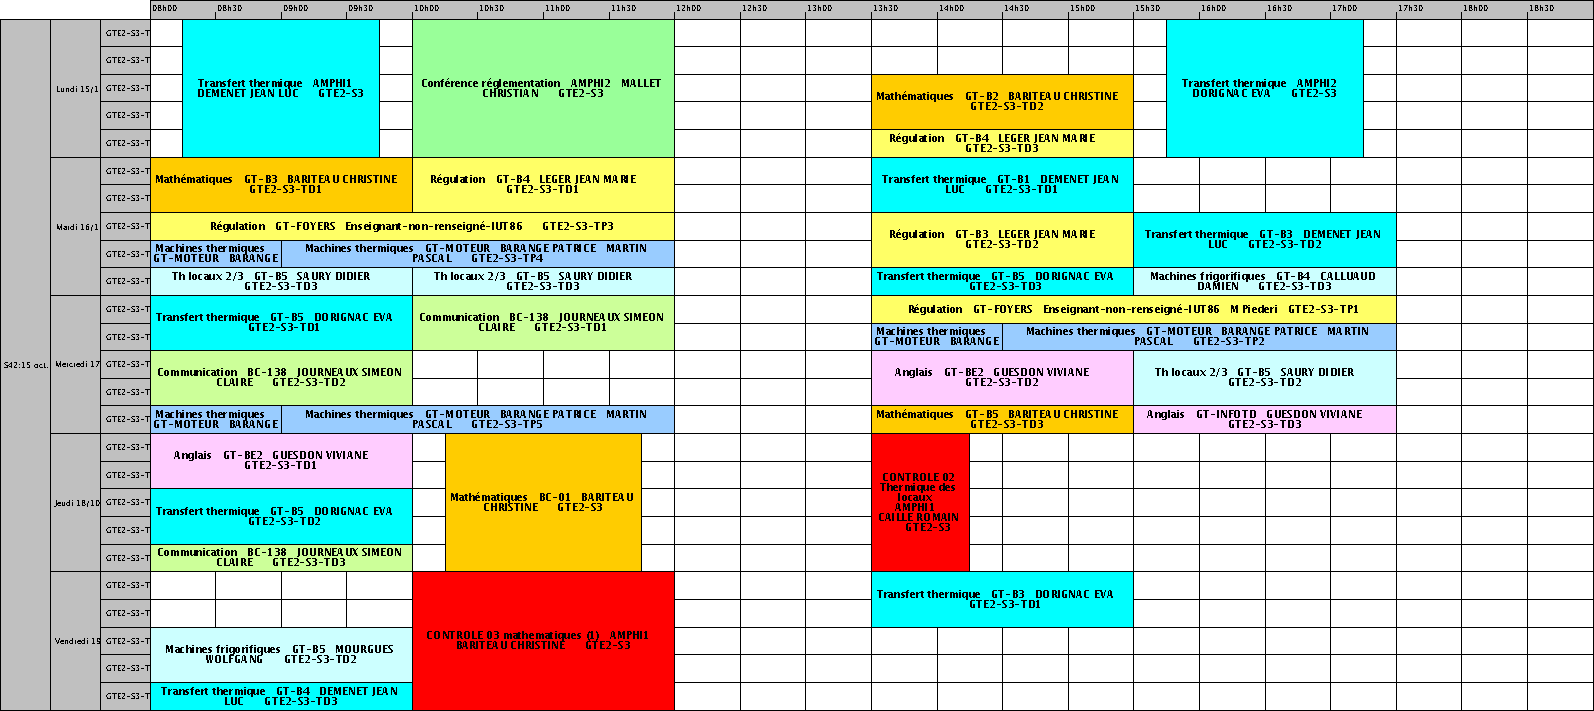 08h00 08h30 09h00 09h30 10h00 10h30 11h00 11h30 12h00 12h30 13h00 13h30 14h00 14h30 15h00 15h30 16h00 16h30 17h00 17h30 18h00 18h30
S42:15 oct.
Lundi 15/1
GTE2-S3-T
GTE2-S3-T
GTE2-S3-T
GTE2-S3-T
GTE2-S3-T
Transfert thermique AMPHI1
DEMENET JEAN LUC GTE2-S3
Conférence réglementation AMPHI2 MALLET
CHRISTIAN GTE2-S3
Mathématiques GT-B2 BARITEAU CHRISTINE
GTE2-S3-TD2
Régulation GT-B4 LEGER JEAN MARIE
GTE2-S3-TD3
Transfert thermique AMPHI2
DORIGNAC EVA GTE2-S3
Mardi 16/1
GTE2-S3-T
GTE2-S3-T
GTE2-S3-T
GTE2-S3-T
GTE2-S3-T
Mathématiques GT-B3 BARITEAU CHRISTINE
GTE2-S3-TD1
Régulation GT-B4 LEGER JEAN MARIE
GTE2-S3-TD1
Transfert thermique GT-B1 DEMENET JEAN
LUC GTE2-S3-TD1
Régulation GT-FOYERS Enseignant-non-renseigné-IUT86 GTE2-S3-TP3
Régulation GT-B3 LEGER JEAN MARIE
GTE2-S3-TD2
Transfert thermique GT-B3 DEMENET JEAN
LUC GTE2-S3-TD2
Machines thermiques
GT-MOTEUR BARANGE
Machines thermiques GT-MOTEUR BARANGE PATRICE MARTIN
PASCAL GTE2-S3-TP4
Th locaux 2/3 GT-B5 SAURY DIDIER
GTE2-S3-TD3
Th locaux 2/3 GT-B5 SAURY DIDIER
GTE2-S3-TD3
Transfert thermique GT-B5 DORIGNAC EVA
GTE2-S3-TD3
Machines frigorifiques GT-B4 CALLUAUD
DAMIEN GTE2-S3-TD3
Mercredi 17
GTE2-S3-T
GTE2-S3-T
GTE2-S3-T
GTE2-S3-T
GTE2-S3-T
Transfert thermique GT-B5 DORIGNAC EVA
GTE2-S3-TD1
Communication BC-138 JOURNEAUX SIMEON
CLAIRE GTE2-S3-TD1
Régulation GT-FOYERS Enseignant-non-renseigné-IUT86 M Piederi GTE2-S3-TP1
Machines thermiques
GT-MOTEUR BARANGE
Machines thermiques GT-MOTEUR BARANGE PATRICE MARTIN
PASCAL GTE2-S3-TP2
Communication BC-138 JOURNEAUX SIMEON
CLAIRE GTE2-S3-TD2
Anglais GT-BE2 GUESDON VIVIANE
GTE2-S3-TD2
Th locaux 2/3 GT-B5 SAURY DIDIER
GTE2-S3-TD2
Machines thermiques
GT-MOTEUR BARANGE
Machines thermiques GT-MOTEUR BARANGE PATRICE MARTIN
PASCAL GTE2-S3-TP5
Mathématiques GT-B5 BARITEAU CHRISTINE
GTE2-S3-TD3
Anglais GT-INFOTD GUESDON VIVIANE
GTE2-S3-TD3
Jeudi 18/10
GTE2-S3-T
GTE2-S3-T
GTE2-S3-T
GTE2-S3-T
GTE2-S3-T
Anglais GT-BE2 GUESDON VIVIANE
GTE2-S3-TD1
Transfert thermique GT-B5 DORIGNAC EVA
GTE2-S3-TD2
Communication BC-138 JOURNEAUX SIMEON
CLAIRE GTE2-S3-TD3
Mathématiques BC-01 BARITEAU
CHRISTINE GTE2-S3
CONTROLE 02
Thermique des
locaux
AMPHI1
CAILLE ROMAIN
GTE2-S3
Vendredi 19
GTE2-S3-T
GTE2-S3-T
GTE2-S3-T
GTE2-S3-T
GTE2-S3-T
Machines frigorifiques GT-B5 MOURGUES
WOLFGANG GTE2-S3-TD2
Transfert thermique GT-B4 DEMENET JEAN
LUC GTE2-S3-TD3
CONTROLE 03 mathematiques (1) AMPHI1
BARITEAU CHRISTINE GTE2-S3
Transfert thermique GT-B3 DORIGNAC EVA
GTE2-S3-TD1